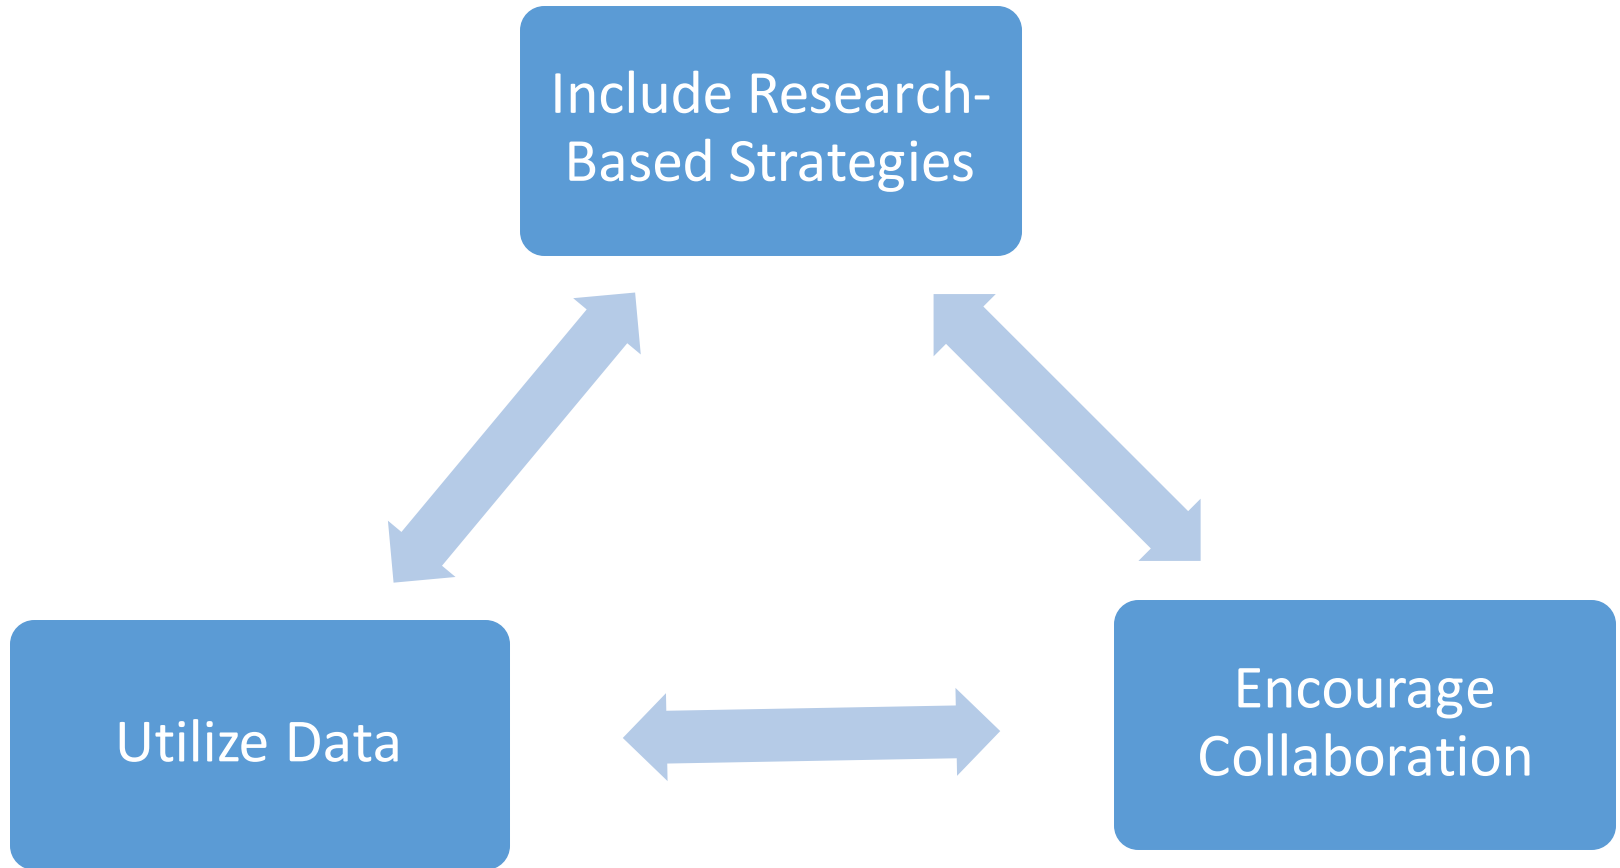 Include Research-
Based Strategies
Utilize Data
Encourage
Collaboration